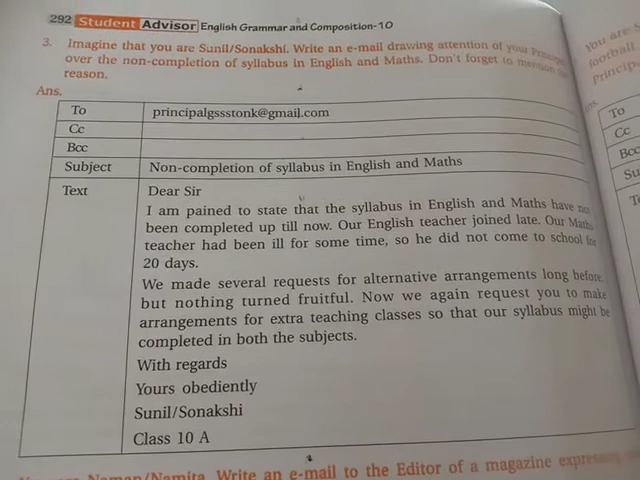 292 Student Advisor English Grammar and Composition-10
3. Imagine that you are Sunil/Sonakshi. Write an e-mail drawing attention of your Principal
over the non-completion of syllabus in English and Maths. Don't forget to mention the
reason.
Ans.
To principalgssstonk@gmail.com
Cc
Bcc
Subject Non-completion of syllabus in English and Maths
Text Dear Sir
I am pained to state that the syllabus in English and Maths have not
been completed up till now. Our English teacher joined late. Our Maths
teacher had been ill for some time, so he did not come to school for
20 days.
We made several requests for alternative arrangements long before,
but nothing turned fruitful. Now we again request you to make
arrangements for extra teaching classes so that our syllabus might be
completed in both the subjects.
With regards
Yours obediently
Sunil/Sonakshi
Class 10 A
Naman/Namita. Write an e-mail to the Editor of a magazine expressing
you are
football
Princip
To
Cc
Bcc
Su